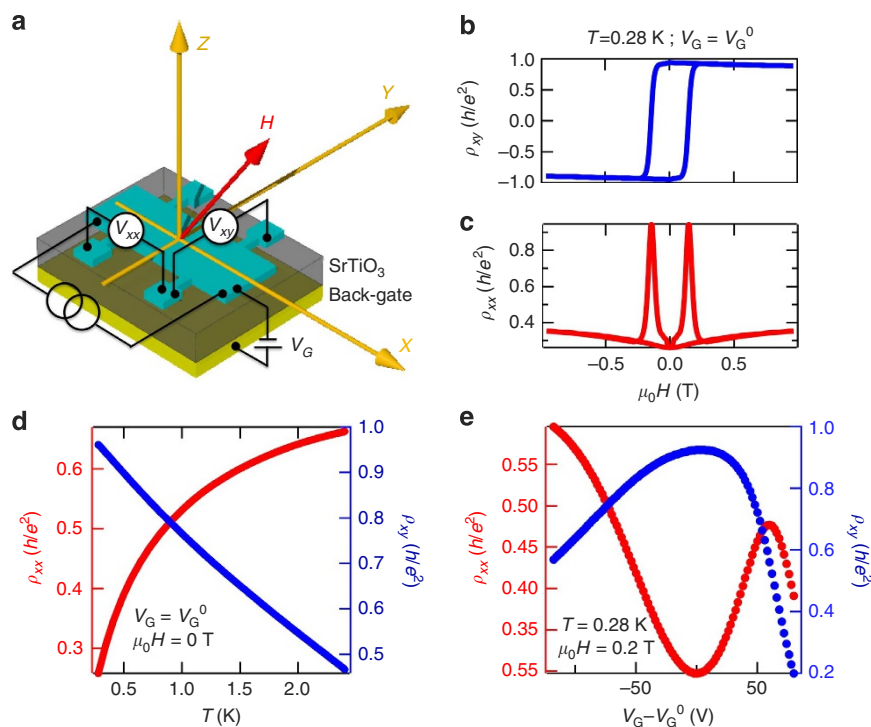 a
Z
Y
H
V_xx
V_xy
SrTiO₃
Back-gate
V_G
X
b
T=0.28 K ; V_G = V_G⁰
1.0
0.5
0.0
−0.5
−1.0
ρ_xy (h/e²)
c
0.8
0.6
0.4
ρ_xx (h/e²)
−0.5
0.0
0.5
μ₀H (T)
d
0.6
0.5
0.4
0.3
ρ_xx (h/e²)
V_G = V_G⁰
μ₀H = 0 T
1.0
0.9
0.8
0.7
0.6
0.5
ρ_xy (h/e²)
0.5
1.0
1.5
2.0
T (K)
e
0.55
0.50
0.45
0.40
0.35
0.55
ρ_xx (h/e²)
T = 0.28 K
μ₀H = 0.2 T
1.0
0.8
0.6
0.4
0.2
ρ_xy (h/e²)
−50
0
50
V_G–V_G⁰ (V)